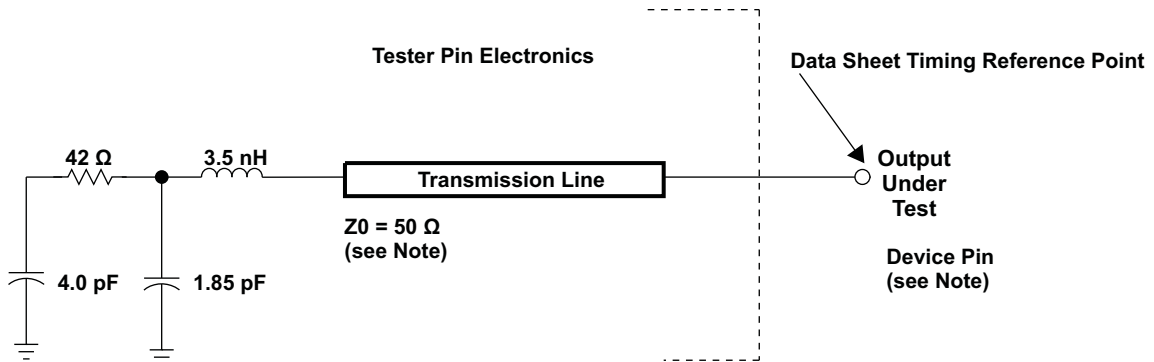 Tester Pin Electronics
Data Sheet Timing Reference Point
42 Ω
3.5 nH
Transmission Line
Output
Under
Test
Z0 = 50 Ω
(see Note)
Device Pin
(see Note)
4.0 pF
1.85 pF